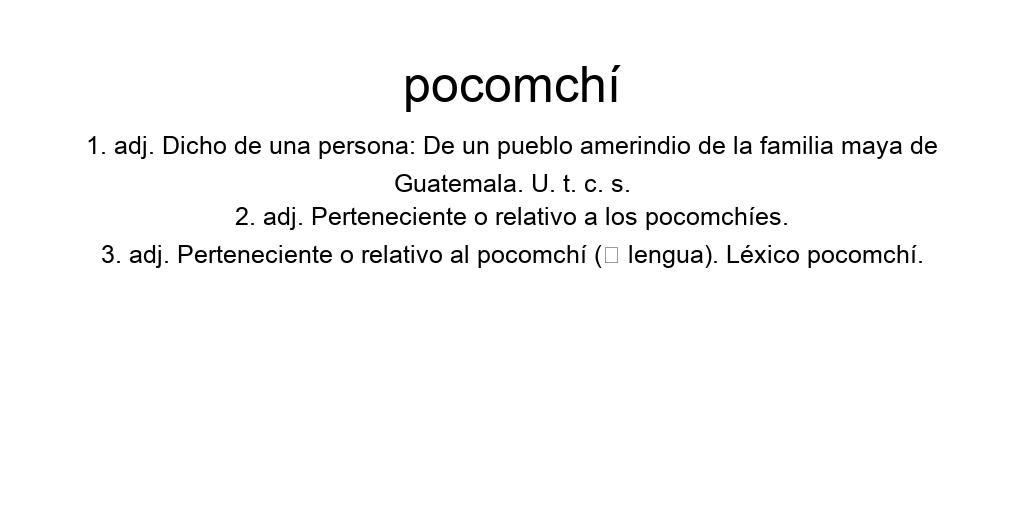 pocomchí
1. adj. Dicho de una persona: De un pueblo amerindio de la familia maya de
Guatemala. U. t. c. s.
2. adj. Perteneciente o relativo a los pocomchíes.
3. adj. Perteneciente o relativo al pocomchí (□ lengua). Léxico pocomchí.